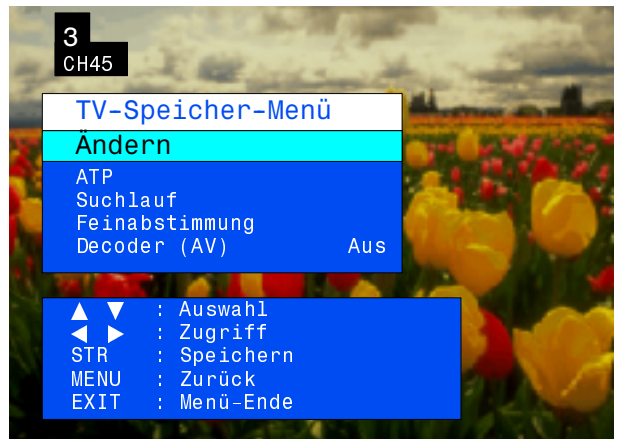 3
CH45
TV-Speicher-Menü
Ändern
ATP
Suchlauf
Feinabstimmung
Decoder (AV) Aus
▲ ▼ : Auswahl
◀ ▶ : Zugriff
STR : Speichern
MENU : Zurück
EXIT : Menü-Ende